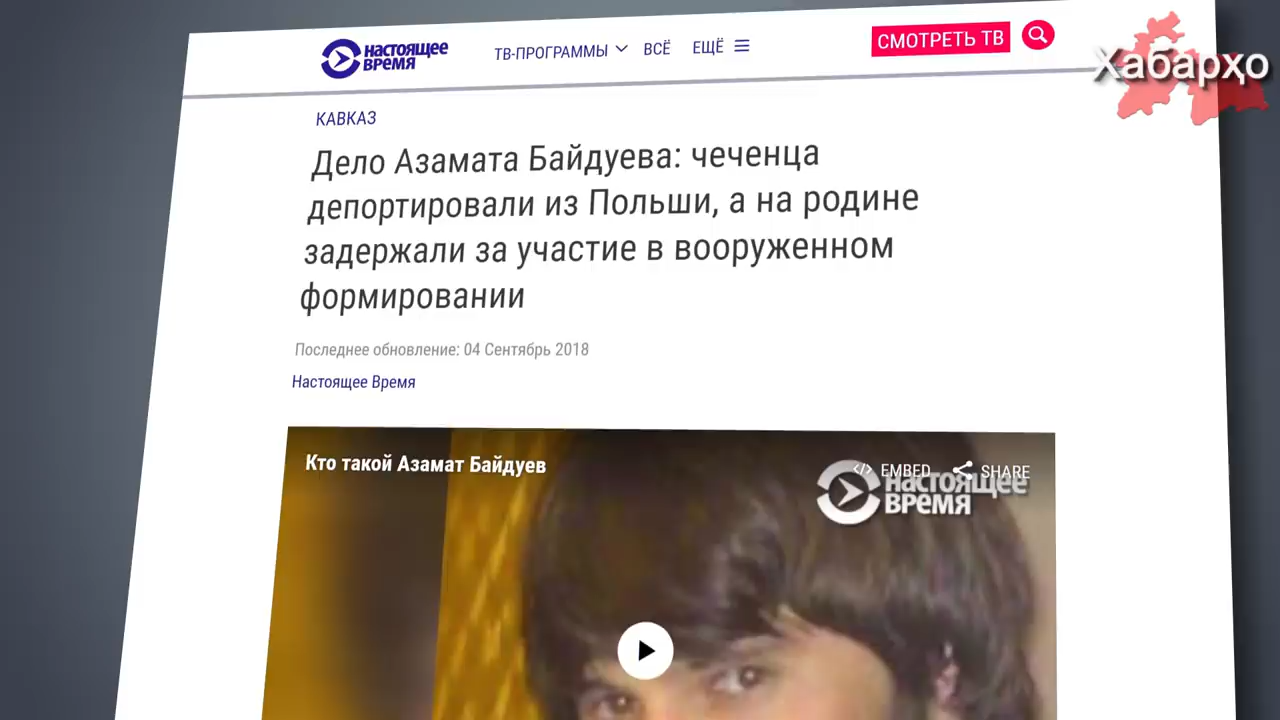 НАСТОЯЩЕЕ
ВРЕМЯ
ТВ-ПРОГРАММЫ ВСЁ ЕЩЁ
СМОТРЕТЬ ТВ
Хабарҳо
КАВКАЗ
Дело Азамата Байдуева: чеченца
депортировали из Польши, а на родине
задержали за участие в вооруженном
формировании
Последнее обновление: 04 Сентябрь 2018
Настоящее Время
Кто такой Азамат Байдуев
EMBED SHARE
НАСТОЯЩЕЕ
ВРЕМЯ